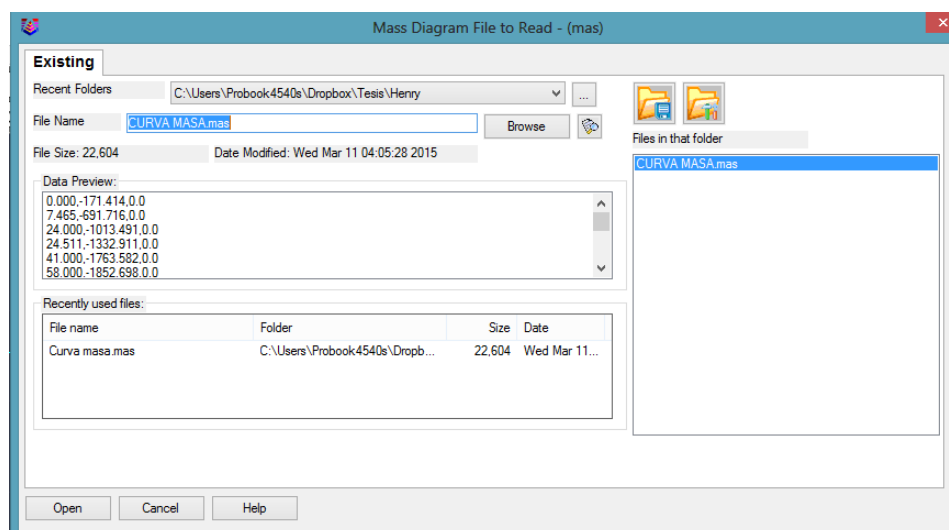 Mass Diagram File to Read - (mas)
Existing
Recent Folders
C:\Users\Probook4540s\Dropbox\Tesis\Henry
...
File Name
CURVA MASA.mas
Browse
File Size: 22,604
Date Modified: Wed Mar 11 04:05:28 2015
Data Preview:
0.000,-171.414,0.0
7.465,-691.716,0.0
24.000,-1013.491,0.0
24.511,-1332.911,0.0
41.000,-1763.582,0.0
58.000,-1852.698,0.0
Recently used files:
File name Folder Size Date
Curva masa.mas C:\Users\Probook4540s\Dropb... 22,604 Wed Mar 11...
Files in that folder
CURVA MASA.mas
Open Cancel Help